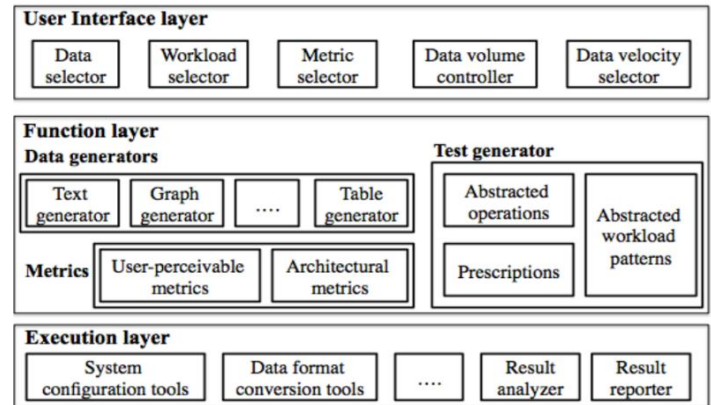 User Interface layer
Data selector
Workload selector
Metric selector
Data volume controller
Data velocity selector
Function layer
Data generators
Text generator
Graph generator
....
Table generator
Metrics
User-perceivable metrics
Architectural metrics
Test generator
Abstracted operations
Prescriptions
Abstracted workload patterns
Execution layer
System configuration tools
Data format conversion tools
....
Result analyzer
Result reporter